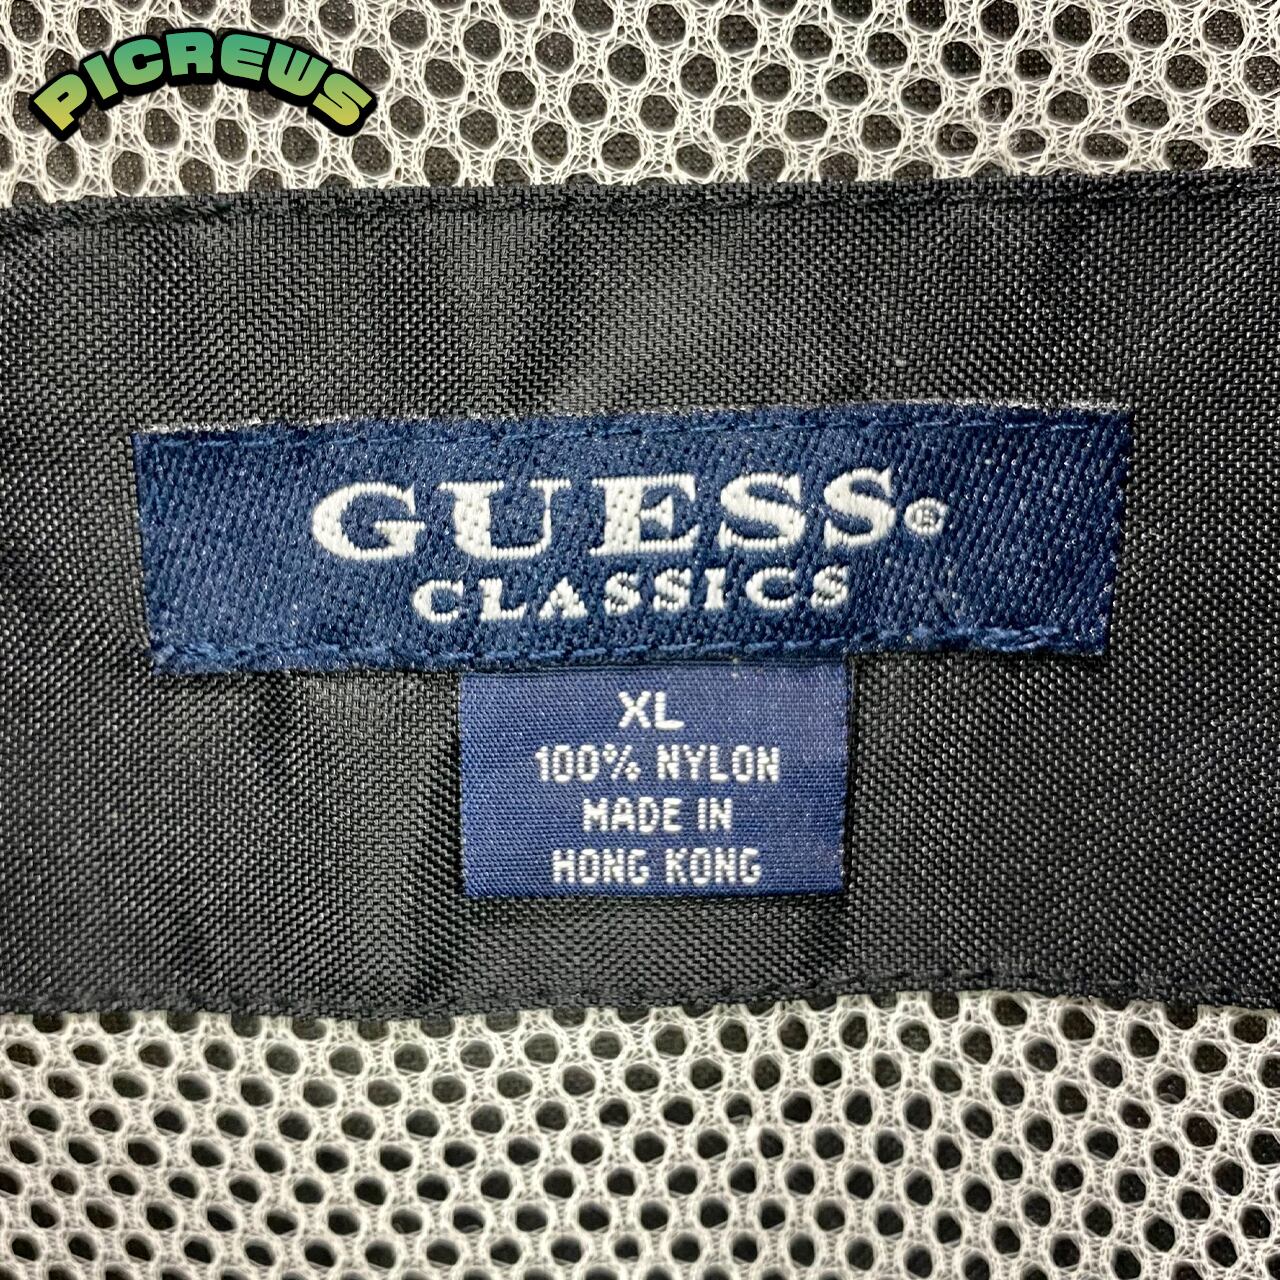 PICREWS
GUESS®
CLASSICS
XL
100% NYLON
MADE IN
HONG KONG